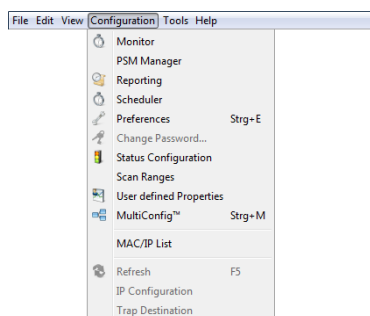 File Edit View Configuration Tools Help
Monitor
PSM Manager
Reporting
Scheduler
Preferences Strg+E
Change Password...
Status Configuration
Scan Ranges
User defined Properties
MultiConfig™ Strg+M
MAC/IP List
Refresh F5
IP Configuration
Trap Destination